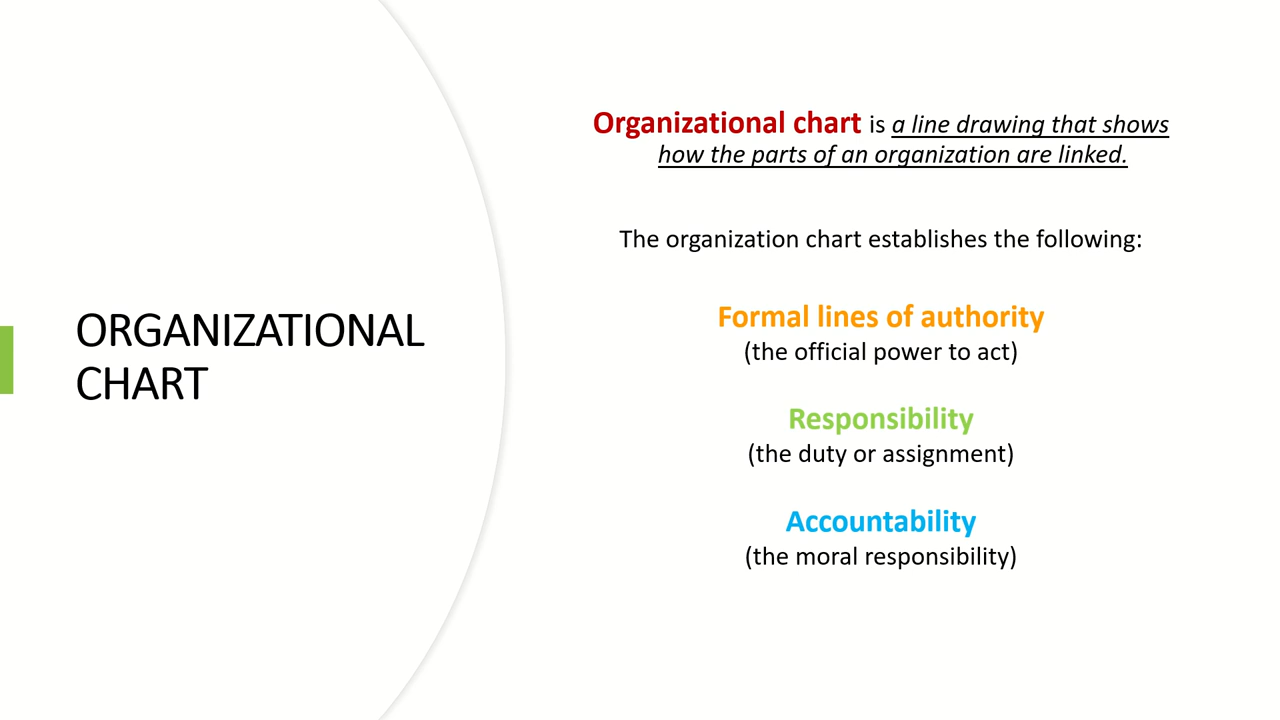 ORGANIZATIONAL
CHART
Organizational chart is a line drawing that shows
how the parts of an organization are linked.
The organization chart establishes the following:
Formal lines of authority
(the official power to act)
Responsibility
(the duty or assignment)
Accountability
(the moral responsibility)